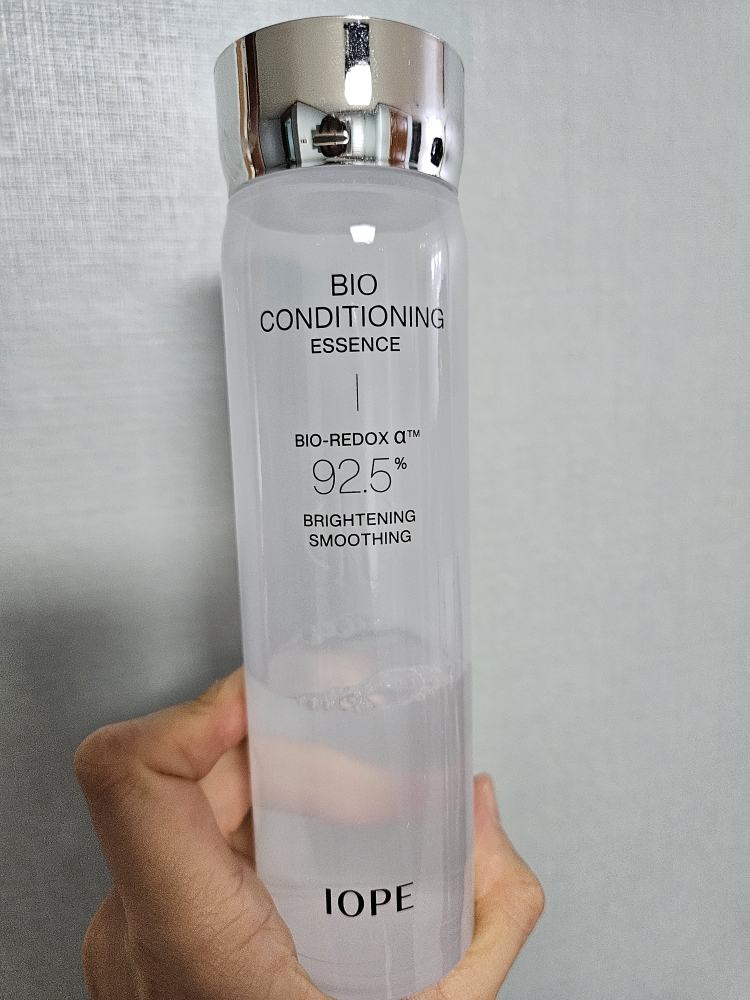 BIO
CONDITIONING
ESSENCE
BIO-REDOX α™
92.5%
BRIGHTENING
SMOOTHING
IOPE